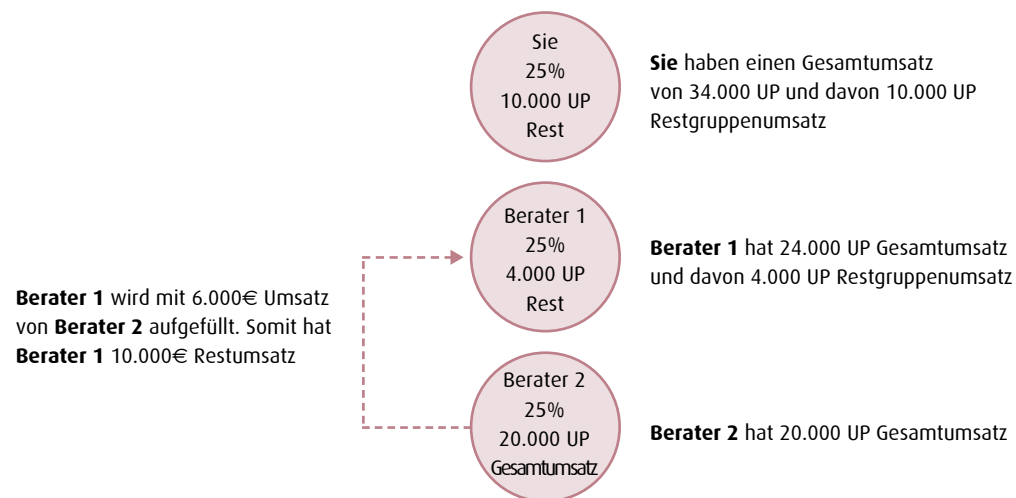 Sie
25%
10.000 UP
Rest
Sie haben einen Gesamtumsatz
von 34.000 UP und davon 10.000 UP
Restgruppenumsatz
Berater 1
25%
4.000 UP
Rest
Berater 1 hat 24.000 UP Gesamtumsatz
und davon 4.000 UP Restgruppenumsatz
Berater 1 wird mit 6.000€ Umsatz
von Berater 2 aufgefüllt. Somit hat
Berater 1 10.000€ Restumsatz
Berater 2
25%
20.000 UP
Gesamtumsatz
Berater 2 hat 20.000 UP Gesamtumsatz